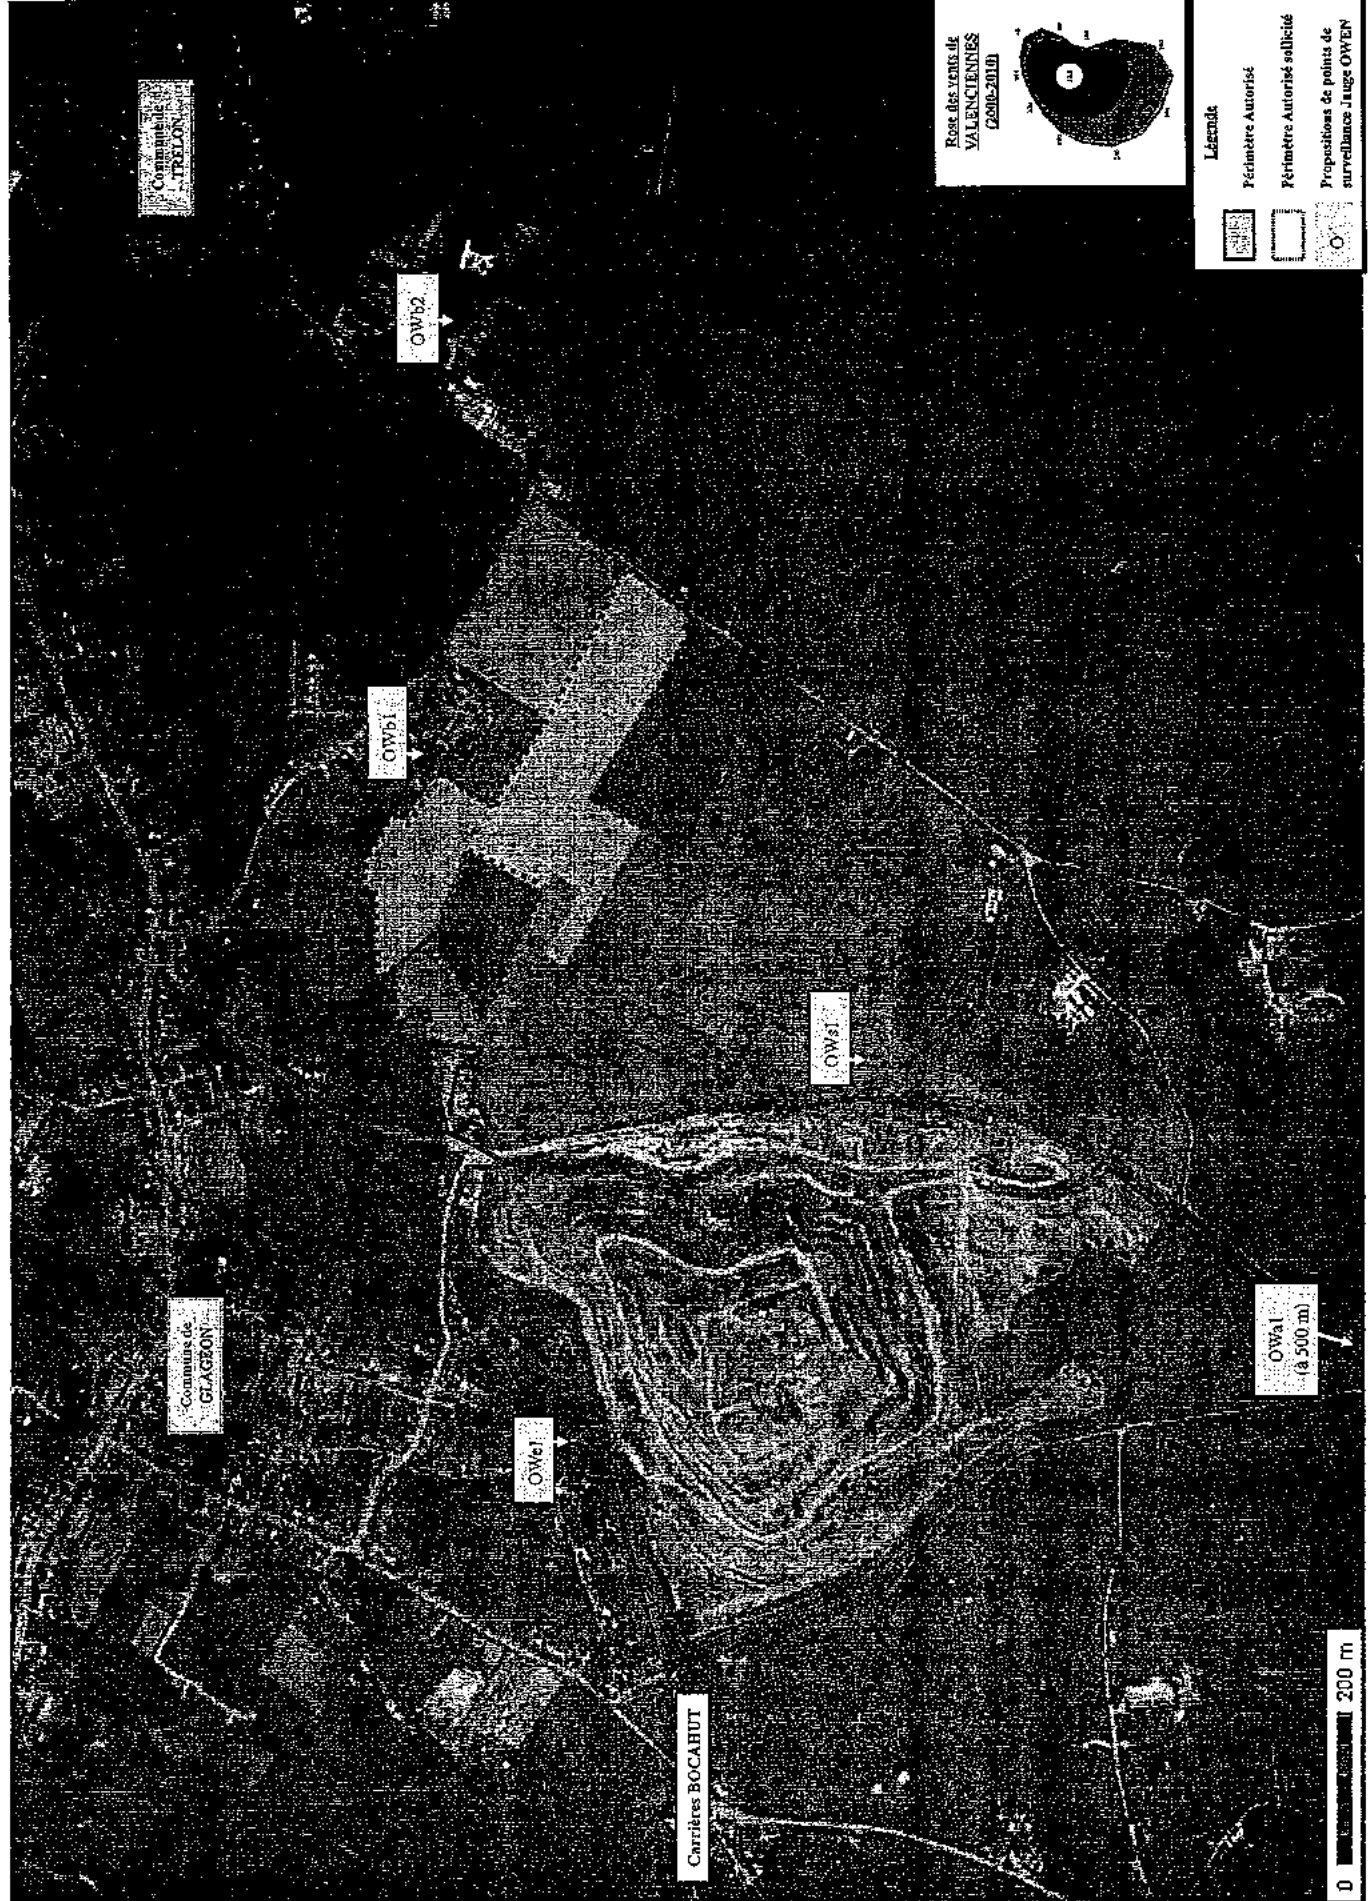 Commune de
TRELON
OWb2
OWb1
Commune de
GLAGEON
OWe1
OWs1
OWa1
(à 500 m)
Carrières BOCAHUT
0 200 m
Rose des vents de
VALENCIENNES
(2000-2010)
Légende
Périmètre Autorisé
Périmètre Autorisé sollicité
Propositions de points de
surveillance Jauge OWEN